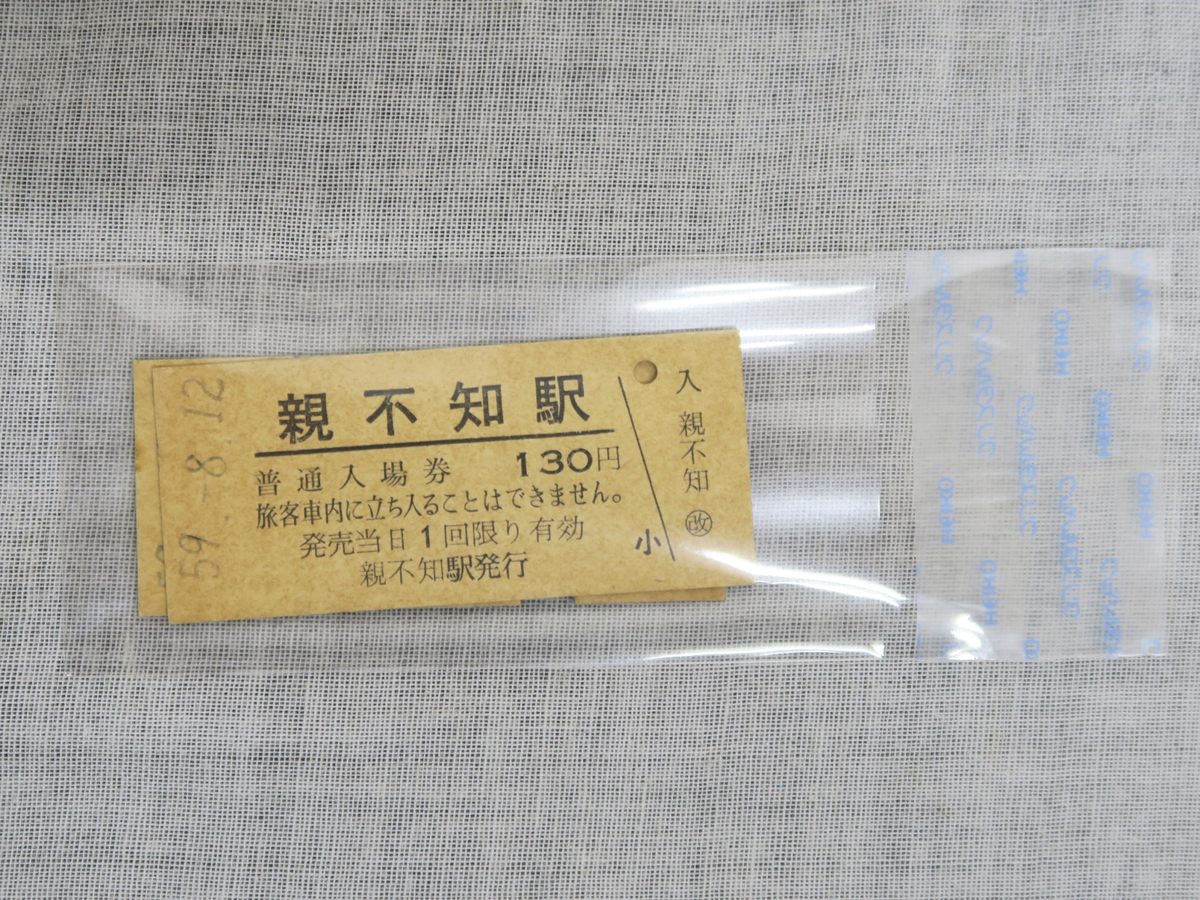 59.-8.12
親不知駅
普通入場券 130円
旅客車内に立ち入ることはできません。
発売当日1回限り有効
親不知駅発行
小
入
親不知
改